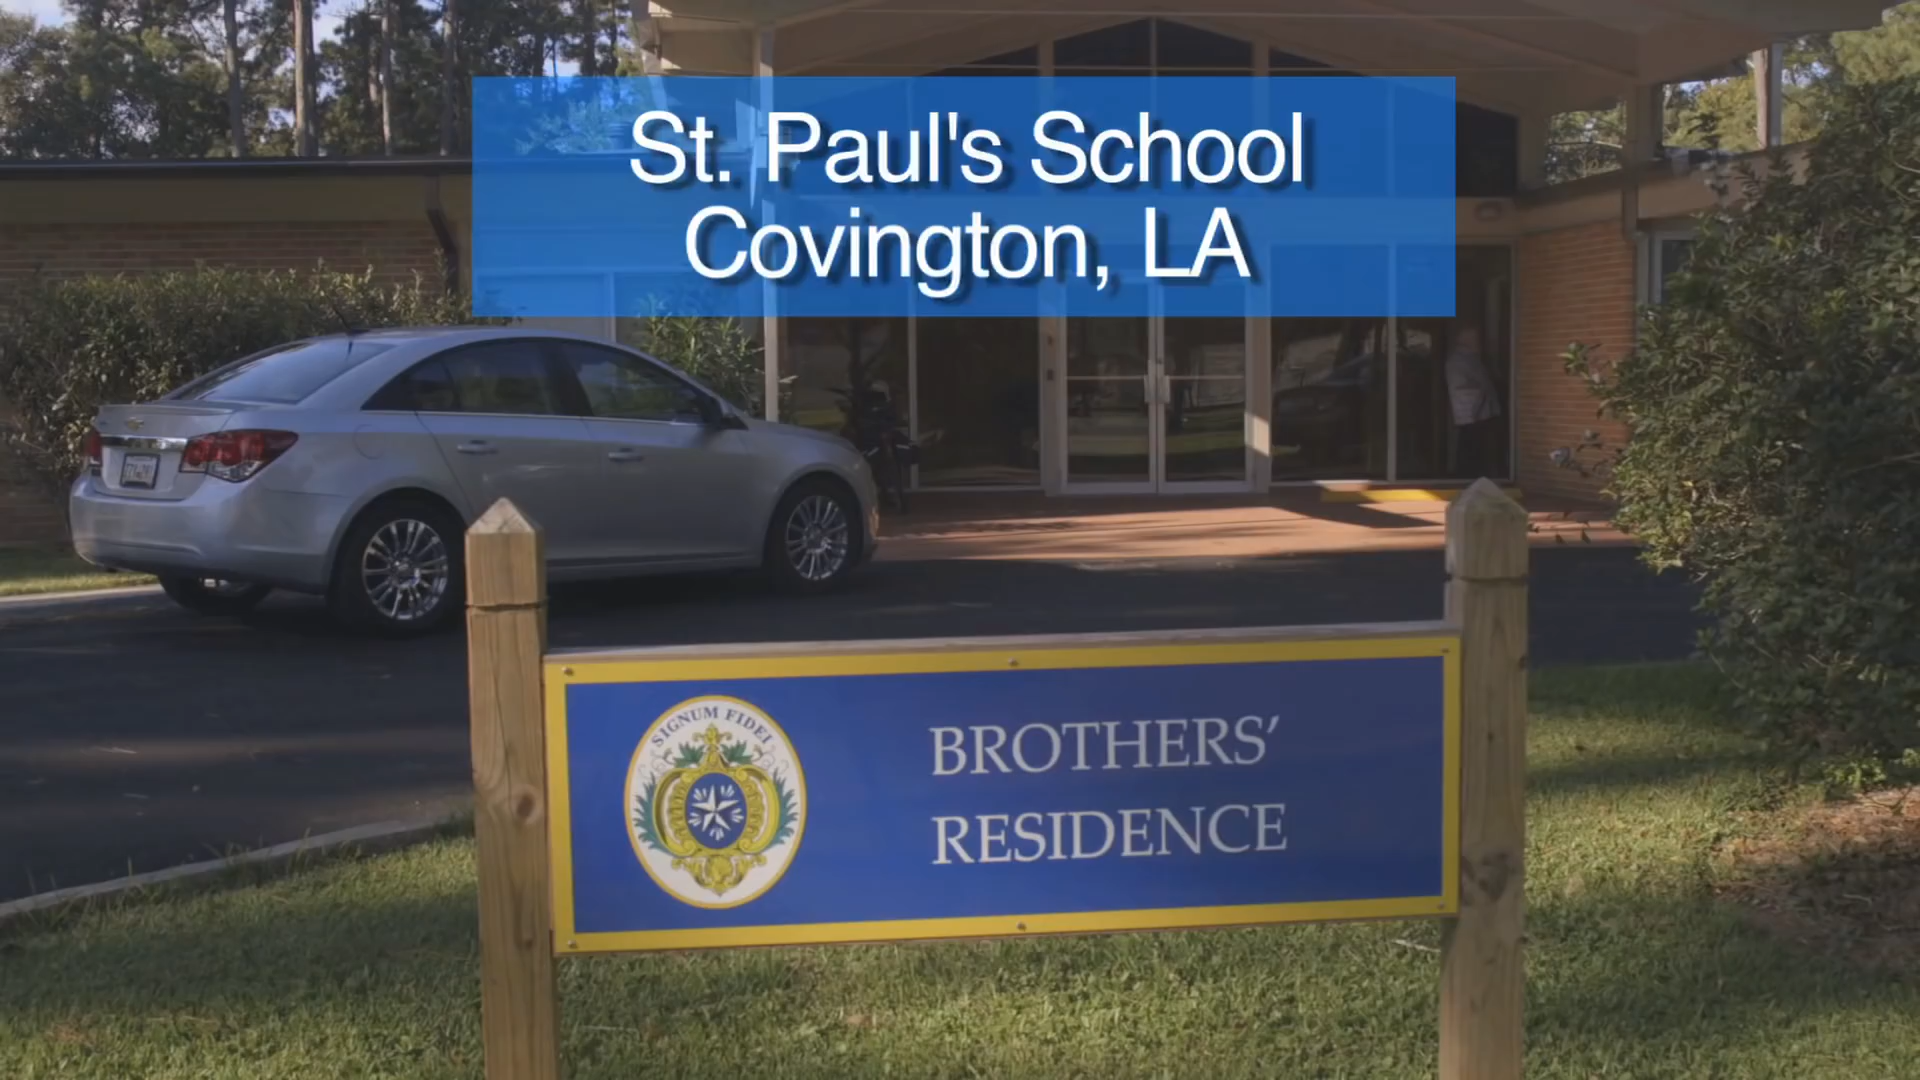 St. Paul's School
Covington, LA
SIGNUM FIDEI
BROTHERS'
RESIDENCE